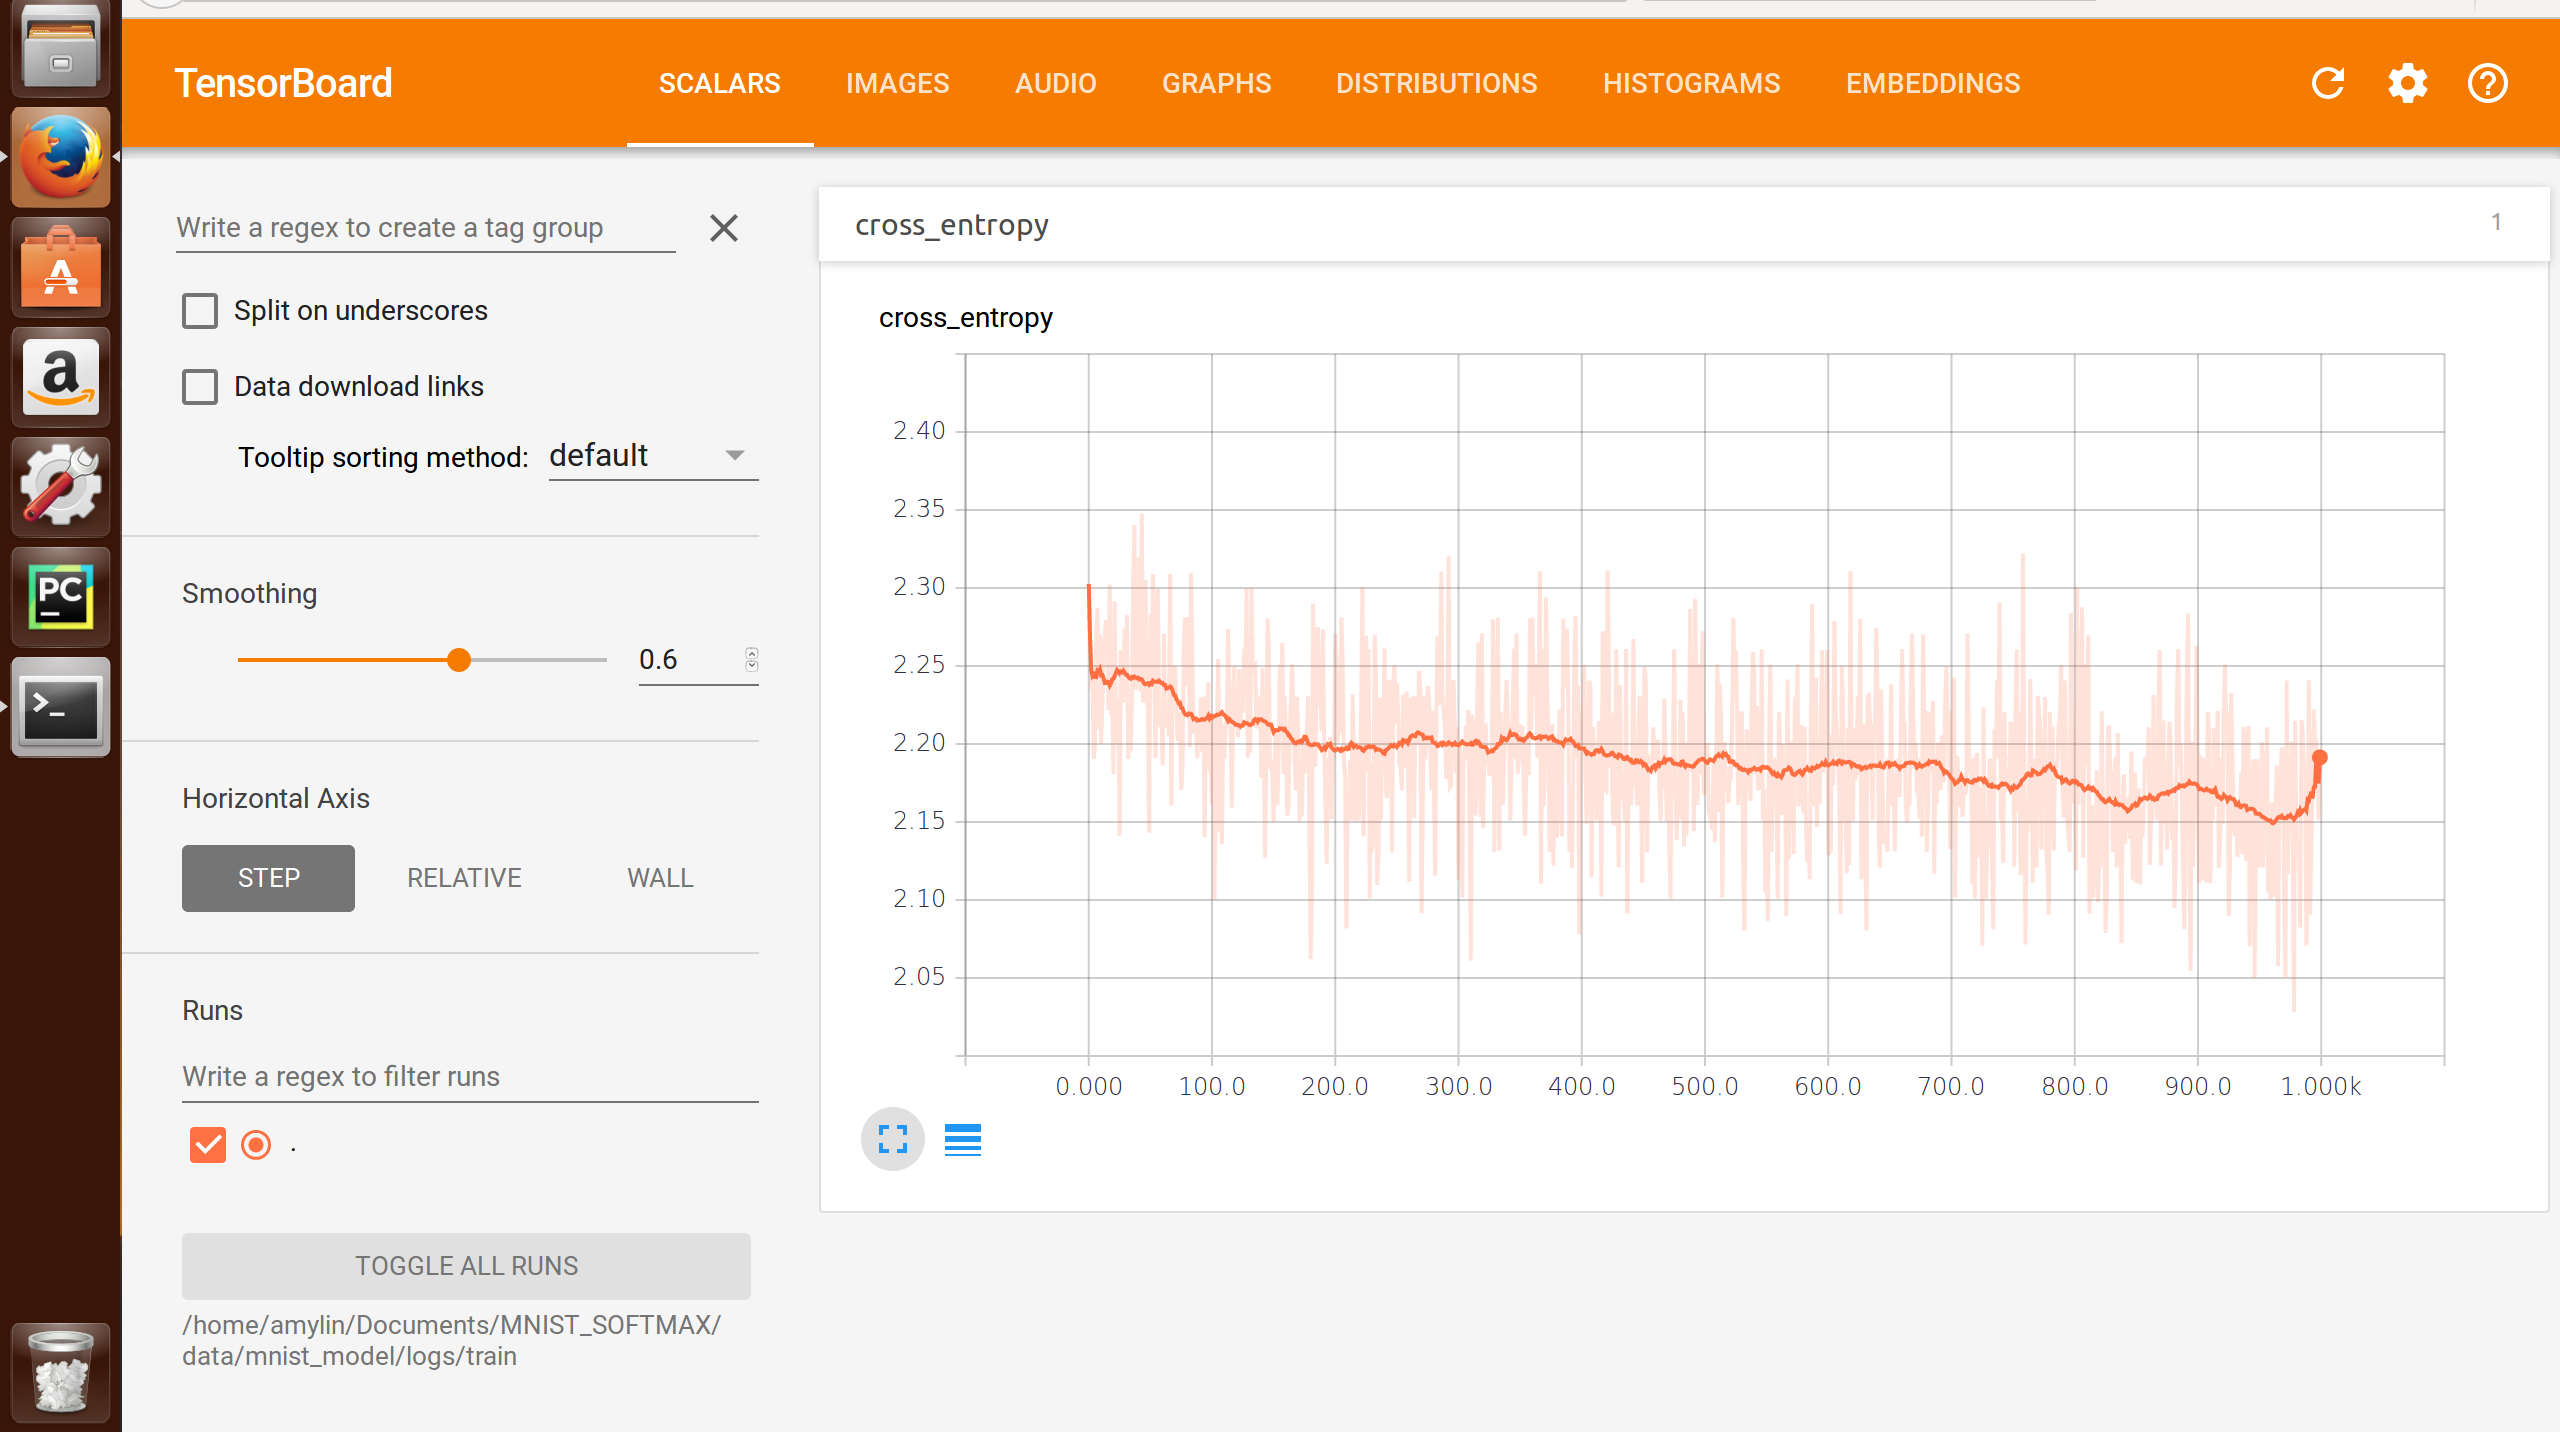 TensorBoard
SCALARS IMAGES AUDIO GRAPHS DISTRIBUTIONS HISTOGRAMS EMBEDDINGS
Write a regex to create a tag group
Split on underscores
Data download links
Tooltip sorting method: default
Smoothing
0.6
Horizontal Axis
STEP RELATIVE WALL
Runs
Write a regex to filter runs
.
TOGGLE ALL RUNS
/home/amylin/Documents/MNIST_SOFTMAX/
data/mnist_model/logs/train
cross_entropy 1
cross_entropy
2.40
2.35
2.30
2.25
2.20
2.15
2.10
2.05
0.000 100.0 200.0 300.0 400.0 500.0 600.0 700.0 800.0 900.0 1.000k
A
a
PC
>_